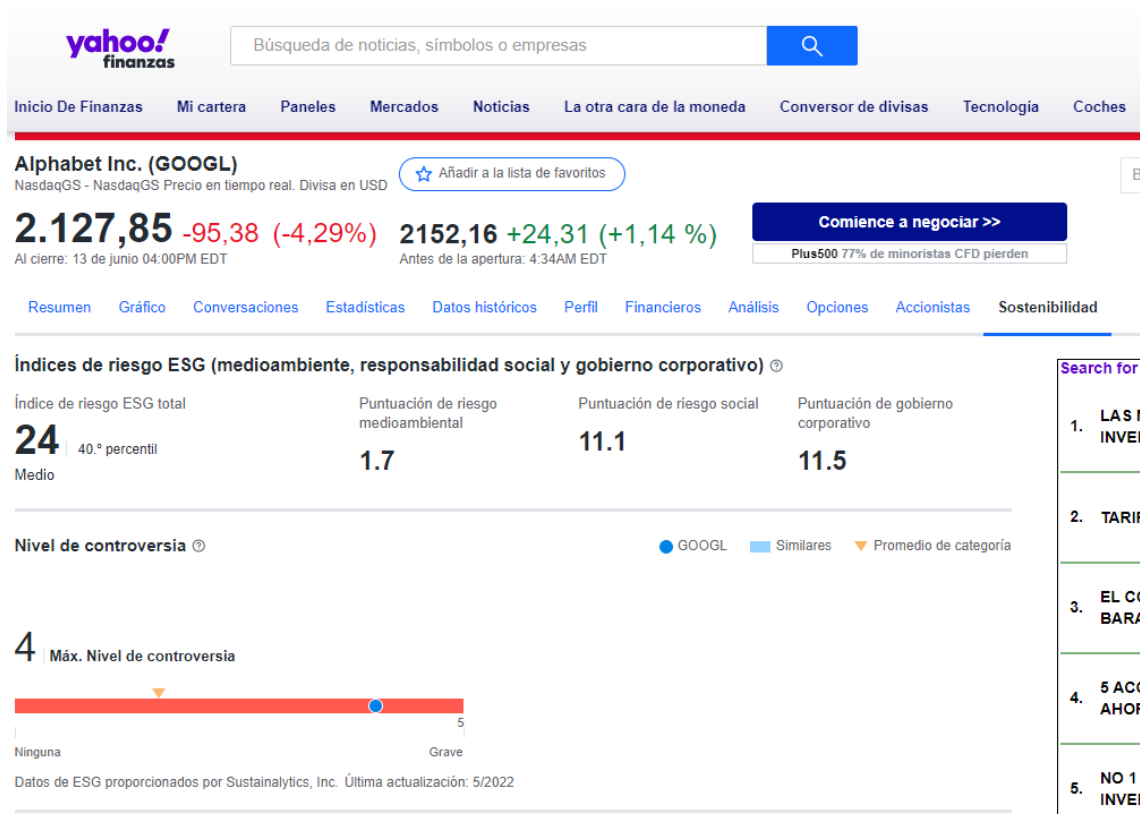 yahoo!
finanzas
Búsqueda de noticias, símbolos o empresas
Inicio De Finanzas Mi cartera Paneles Mercados Noticias La otra cara de la moneda Conversor de divisas Tecnología Coches
Alphabet Inc. (GOOGL)
NasdaqGS - NasdaqGS Precio en tiempo real. Divisa en USD
Añadir a la lista de favoritos
2.127,85 -95,38 (-4,29%)
Al cierre: 13 de junio 04:00PM EDT
2152,16 +24,31 (+1,14 %)
Antes de la apertura: 4:34AM EDT
Comience a negociar >>
Plus500 77% de minoristas CFD pierden
Resumen Gráfico Conversaciones Estadísticas Datos históricos Perfil Financieros Análisis Opciones Accionistas Sostenibilidad
Índices de riesgo ESG (medioambiente, responsabilidad social y gobierno corporativo)
Índice de riesgo ESG total
24 40.º percentil
Medio
Puntuación de riesgo
medioambiental
1.7
Puntuación de riesgo social
11.1
Puntuación de gobierno
corporativo
11.5
Nivel de controversia
GOOGL Similares Promedio de categoría
4 Máx. Nivel de controversia
5
Ninguna Grave
Datos de ESG proporcionados por Sustainalytics, Inc. Última actualización: 5/2022
Search for
1. LAS
2.
3. EL
4. 5
5. NO 1